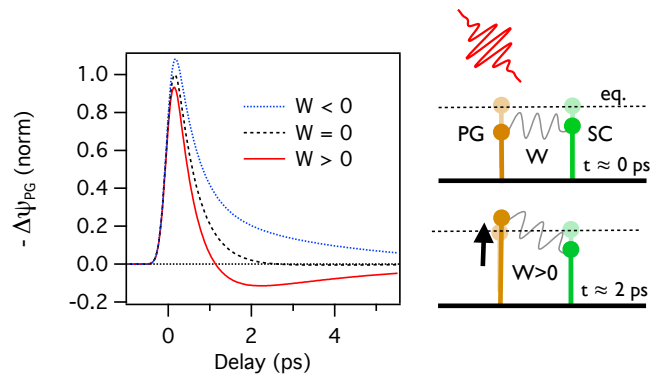 1.0
0.8
0.6
0.4
0.2
0.0
-0.2
- ΔψPG (norm)
0
2
4
Delay (ps)
W < 0
W = 0
W > 0
eq.
PG
SC
W
t ≈ 0 ps
W>0
t ≈ 2 ps